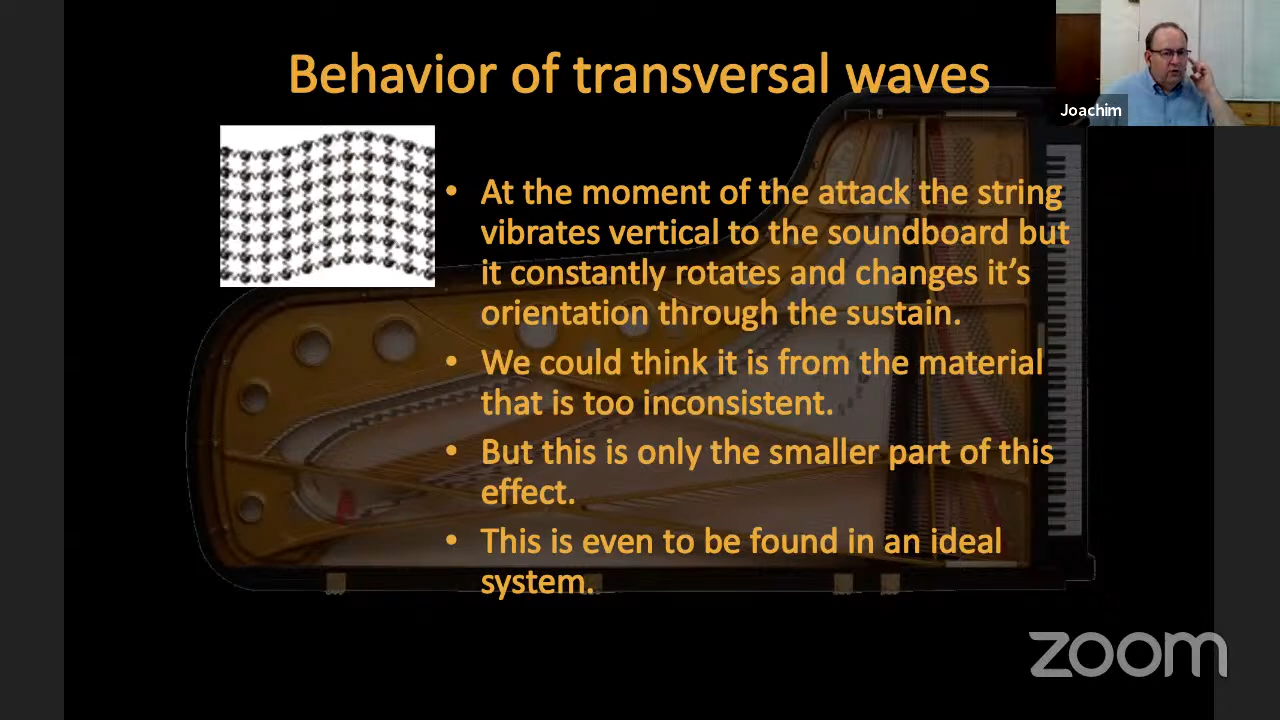 Behavior of transversal waves
Joachim
• At the moment of the attack the string
vibrates vertical to the soundboard but
it constantly rotates and changes it’s
orientation through the sustain.
• We could think it is from the material
that is too inconsistent.
• But this is only the smaller part of this
effect.
• This is even to be found in an ideal
system.
zoom